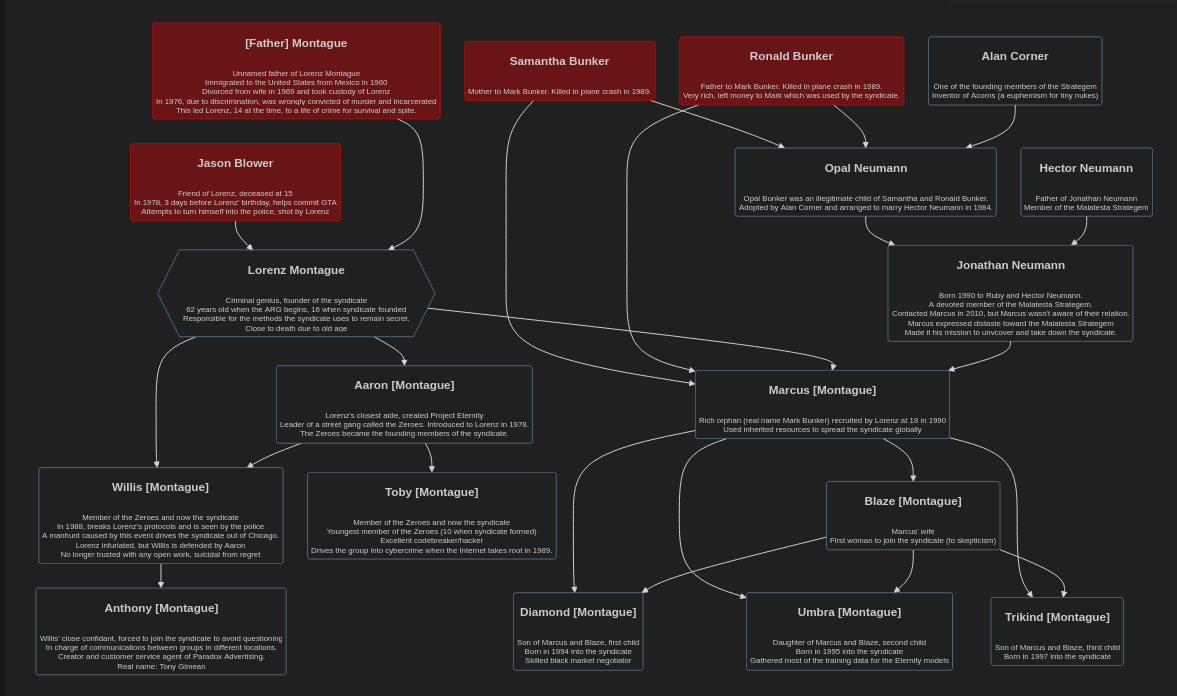 [Father] Montague
Unnamed father of Lorenz Montague
Immigrated to the United States from Mexico in 1960
Divorced from wife in 1969 and took custody of Lorenz
In 1976, due to discrimination, was wrongly convicted of murder and incarcerated
This led Lorenz, 14 at the time, to a life of crime for survival and spite.
Samantha Bunker
Mother to Mark Bunker. Killed in plane crash in 1989.
Ronald Bunker
Father to Mark Bunker. Killed in plane crash in 1989.
Very rich, left money to Mark which was used by the syndicate.
Alan Corner
One of the founding members of the Strategem
Inventor of Acorns (a euphemism for tiny nukes)
Jason Blower
Friend of Lorenz, deceased at 15
In 1978, 3 days before Lorenz' birthday, helps commit GTA
Attempts to turn himself into the police, shot by Lorenz
Opal Neumann
Opal Bunker was an illegitimate child of Samantha and Ronald Bunker.
Adopted by Alan Corner and arranged to marry Hector Neumann in 1984.
Hector Neumann
Father of Jonathan Neumann
Member of the Malatesta Strategem
Lorenz Montague
Criminal genius, founder of the syndicate
62 years old when the ARG begins, 16 when syndicate founded
Responsible for the methods the syndicate uses to remain secret.
Close to death due to old age
Jonathan Neumann
Born 1990 to Ruby and Hector Neumann.
A devoted member of the Malatesta Strategem.
Contacted Marcus in 2010, but Marcus wasn't aware of their relation.
Marcus expressed distaste toward the Malatesta Strategem
Made it his mission to unvcover and take down the syndicate.
Aaron [Montague]
Lorenz's closest aide, created Project Eternity
Leader of a street gang called the Zeroes. Introduced to Lorenz in 1978.
The Zeroes became the founding members of the syndicate.
Marcus [Montague]
Rich orphan (real name Mark Bunker) recruited by Lorenz at 18 in 1990
Used inherited resources to spread the syndicate globally
Willis [Montague]
Member of the Zeroes and now the syndicate
In 1988, breaks Lorenz's protocols and is seen by the police
A manhunt caused by this event drives the syndicate out of Chicago.
Lorenz infuriated, but Willis is defended by Aaron
No longer trusted with any open work, suicidal from regret
Toby [Montague]
Member of the Zeroes and now the syndicate
Youngest member of the Zeroes (10 when syndicate formed)
Excellent codebreaker/hacker
Drives the group into cybercrime when the Internet takes root in 1989.
Blaze [Montague]
Marcus' wife
First woman to join the syndicate (to skepticism)
Anthony [Montague]
Willis' close confidant, forced to join the syndicate to avoid questioning
In charge of communications between groups in different locations.
Creator and customer service agent of Paradox Advertising.
Real name: Tony Gimean
Diamond [Montague]
Son of Marcus and Blaze, first child
Born in 1994 into the syndicate
Skilled black market negotiator
Umbra [Montague]
Daughter of Marcus and Blaze, second child
Born in 1995 into the syndicate
Gathered most of the training data for the Eternity models
Trikind [Montague]
Son of Marcus and Blaze, third child
Born in 1997 into the syndicate